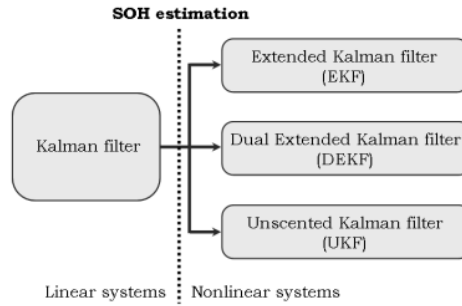 SOH estimation
Extended Kalman filter
(EKF)
Kalman filter
Dual Extended Kalman filter
(DEKF)
Unscented Kalman filter
(UKF)
Linear systems
Nonlinear systems